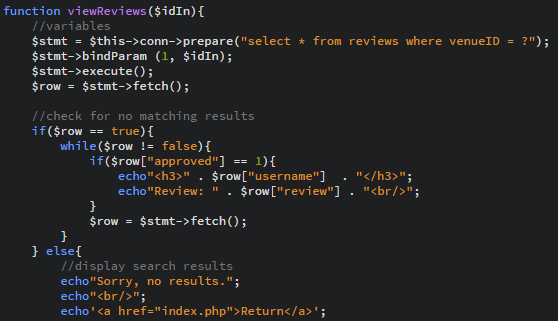 function viewReviews($idIn){
//variables
$stmt = $this->conn->prepare("select * from reviews where venueID = ?");
$stmt->bindParam (1, $idIn);
$stmt->execute();
$row = $stmt->fetch();
//check for no matching results
if($row == true){
while($row != false){
if($row["approved"] == 1){
echo"<h3>" . $row["username"]  . "</h3>";
echo"Review: " . $row["review"] . "<br/>";
}
$row = $stmt->fetch();
}
} else{
//display search results
echo"Sorry, no results.";
echo"<br/>";
echo'<a href="index.php">Return</a>';